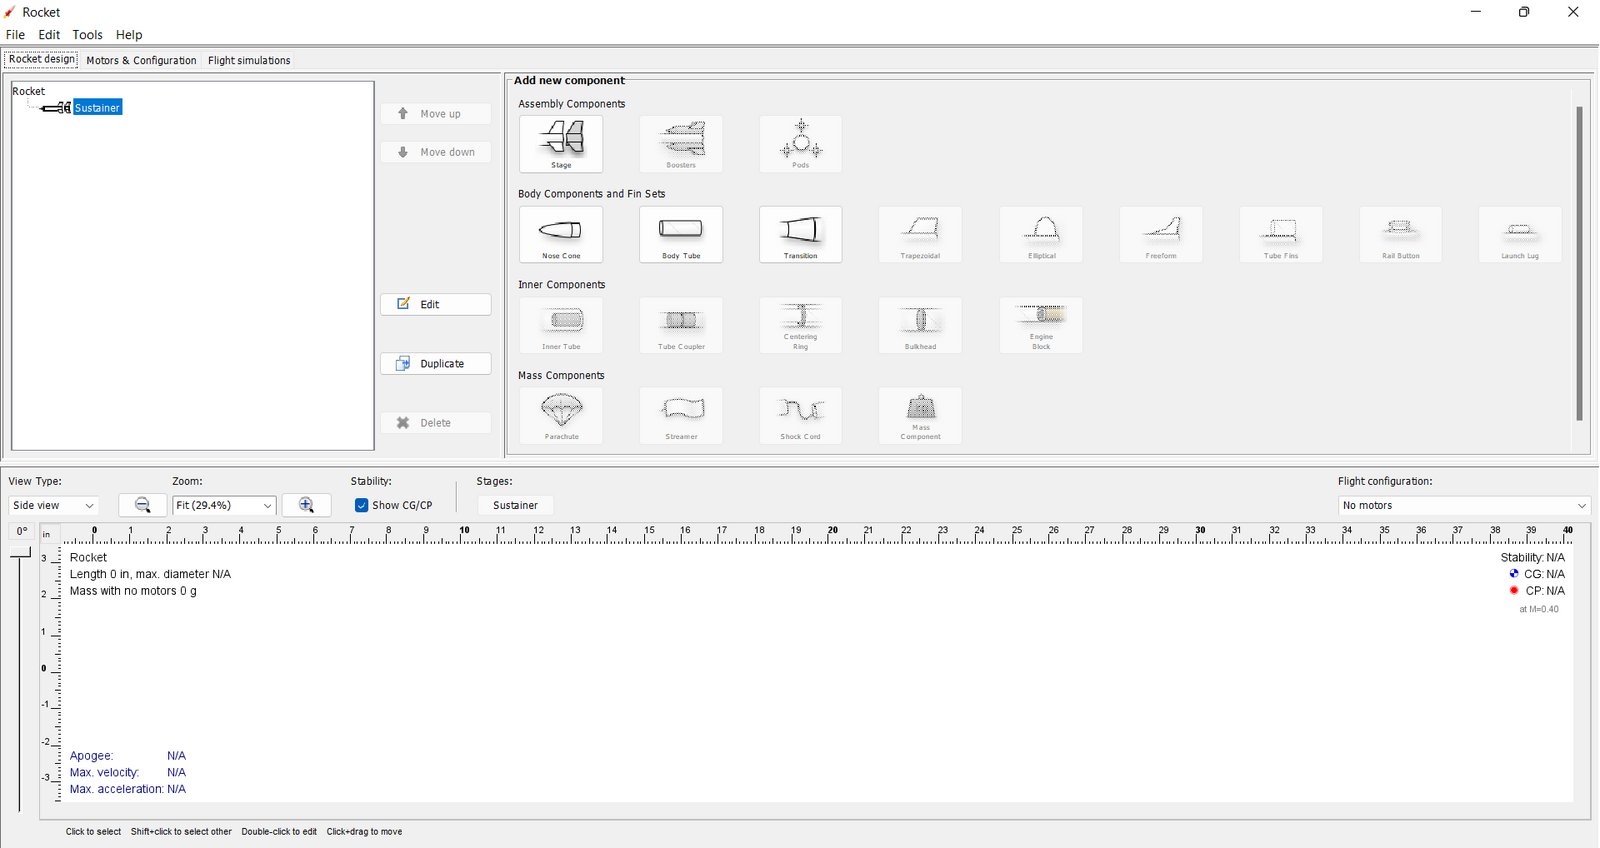 Rocket
File Edit Tools Help
Rocket design Motors & Configuration Flight simulations
Rocket
Sustainer
Move up
Move down
Edit
Duplicate
Delete
Add new component
Assembly Components
Stage Boosters Pods
Body Components and Fin Sets
Nose Cone Body Tube Transition Trapezoidal Elliptical Freeform Tube Fins Rail Button Launch Lug
Inner Components
Inner Tube Tube Coupler Centering Ring Bulkhead Engine Block
Mass Components
Parachute Streamer Shock Cord Mass Component
View Type: Zoom: Stability: Stages: Flight configuration:
Side view Fit (29.4%) Show CG/CP Sustainer No motors
0°
in 0 1 2 3 4 5 6 7 8 9 10 11 12 13 14 15 16 17 18 19 20 21 22 23 24 25 26 27 28 29 30 31 32 33 34 35 36 37 38 39 40
3
2
1
0
-1
-2
-3
Rocket
Length 0 in, max. diameter N/A
Mass with no motors 0 g
Stability: N/A
CG: N/A
CP: N/A
at M=0.40
Apogee: N/A
Max. velocity: N/A
Max. acceleration: N/A
Click to select Shift+click to select other Double-click to edit Click+drag to move